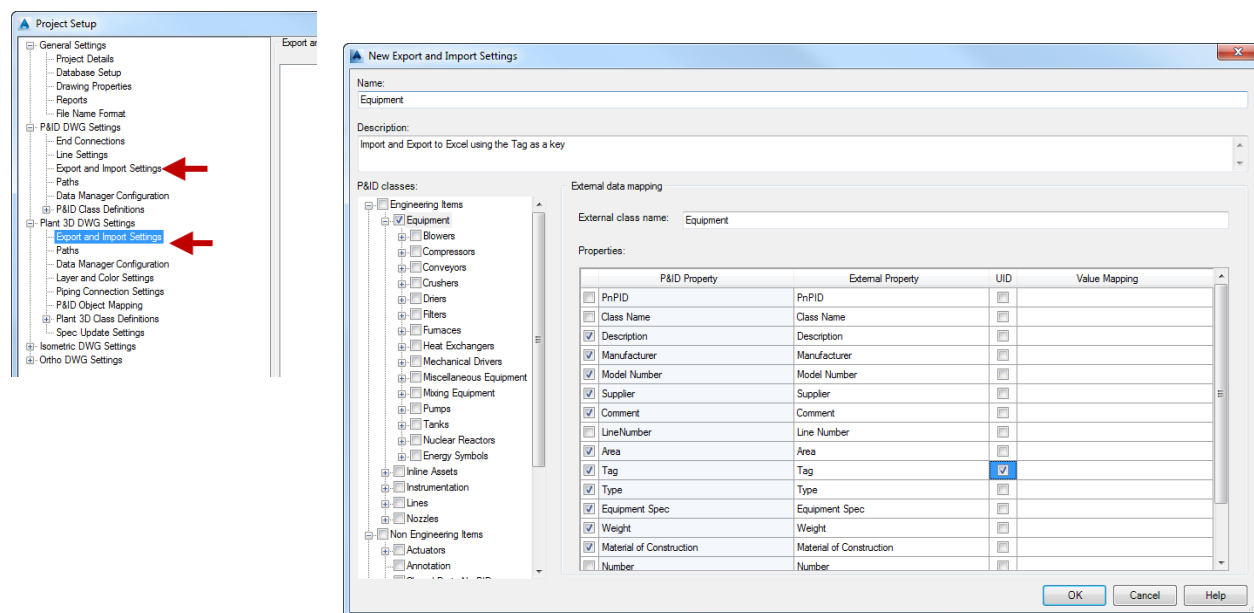 Project Setup
General Settings
Project Details
Database Setup
Drawing Properties
Reports
File Name Format
P&ID DWG Settings
End Connections
Line Settings
Export and Import Settings
Paths
Data Manager Configuration
P&ID Class Definitions
Plant 3D DWG Settings
Export and Import Settings
Paths
Data Manager Configuration
Layer and Color Settings
Piping Connection Settings
P&ID Object Mapping
Plant 3D Class Definitions
Spec Update Settings
Isometric DWG Settings
Ortho DWG Settings
Export ar
New Export and Import Settings
Name:
Equipment
Description:
Import and Export to Excel using the Tag as a key
P&ID classes:
Engineering Items
Equipment
Blowers
Compressors
Conveyors
Crushers
Driers
Filters
Furnaces
Heat Exchangers
Mechanical Drivers
Miscellaneous Equipment
Mixing Equipment
Pumps
Tanks
Nuclear Reactors
Energy Symbols
Inline Assets
Instrumentation
Lines
Nozzles
Non Engineering Items
Actuators
Annotation
External data mapping
External class name: Equipment
Properties:
P&ID Property External Property UID Value Mapping
PnPID PnPID
Class Name Class Name
Description Description
Manufacturer Manufacturer
Model Number Model Number
Supplier Supplier
Comment Comment
LineNumber Line Number
Area Area
Tag Tag
Type Type
Equipment Spec Equipment Spec
Weight Weight
Material of Construction Material of Construction
Number Number
OK Cancel Help